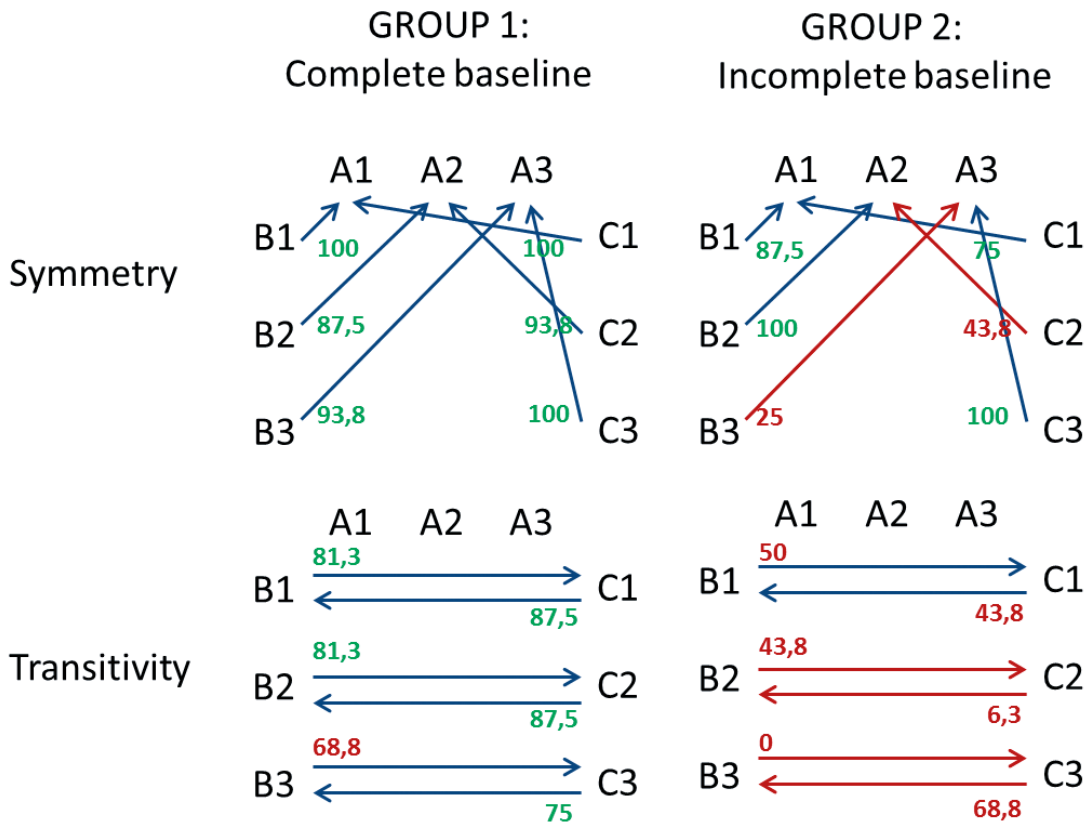 GROUP 1:
Complete baseline
GROUP 2:
Incomplete baseline
Symmetry
A1 A2 A3
B1 100 100 C1
B2 87,5 93,8 C2
B3 93,8 100 C3
A1 A2 A3
B1 87,5 75 C1
B2 100 43,8 C2
B3 25 100 C3
Transitivity
A1 A2 A3
81,3
B1 C1
87,5
81,3
B2 C2
87,5
68,8
B3 C3
75
A1 A2 A3
50
B1 C1
43,8
43,8
B2 C2
6,3
0
B3 C3
68,8